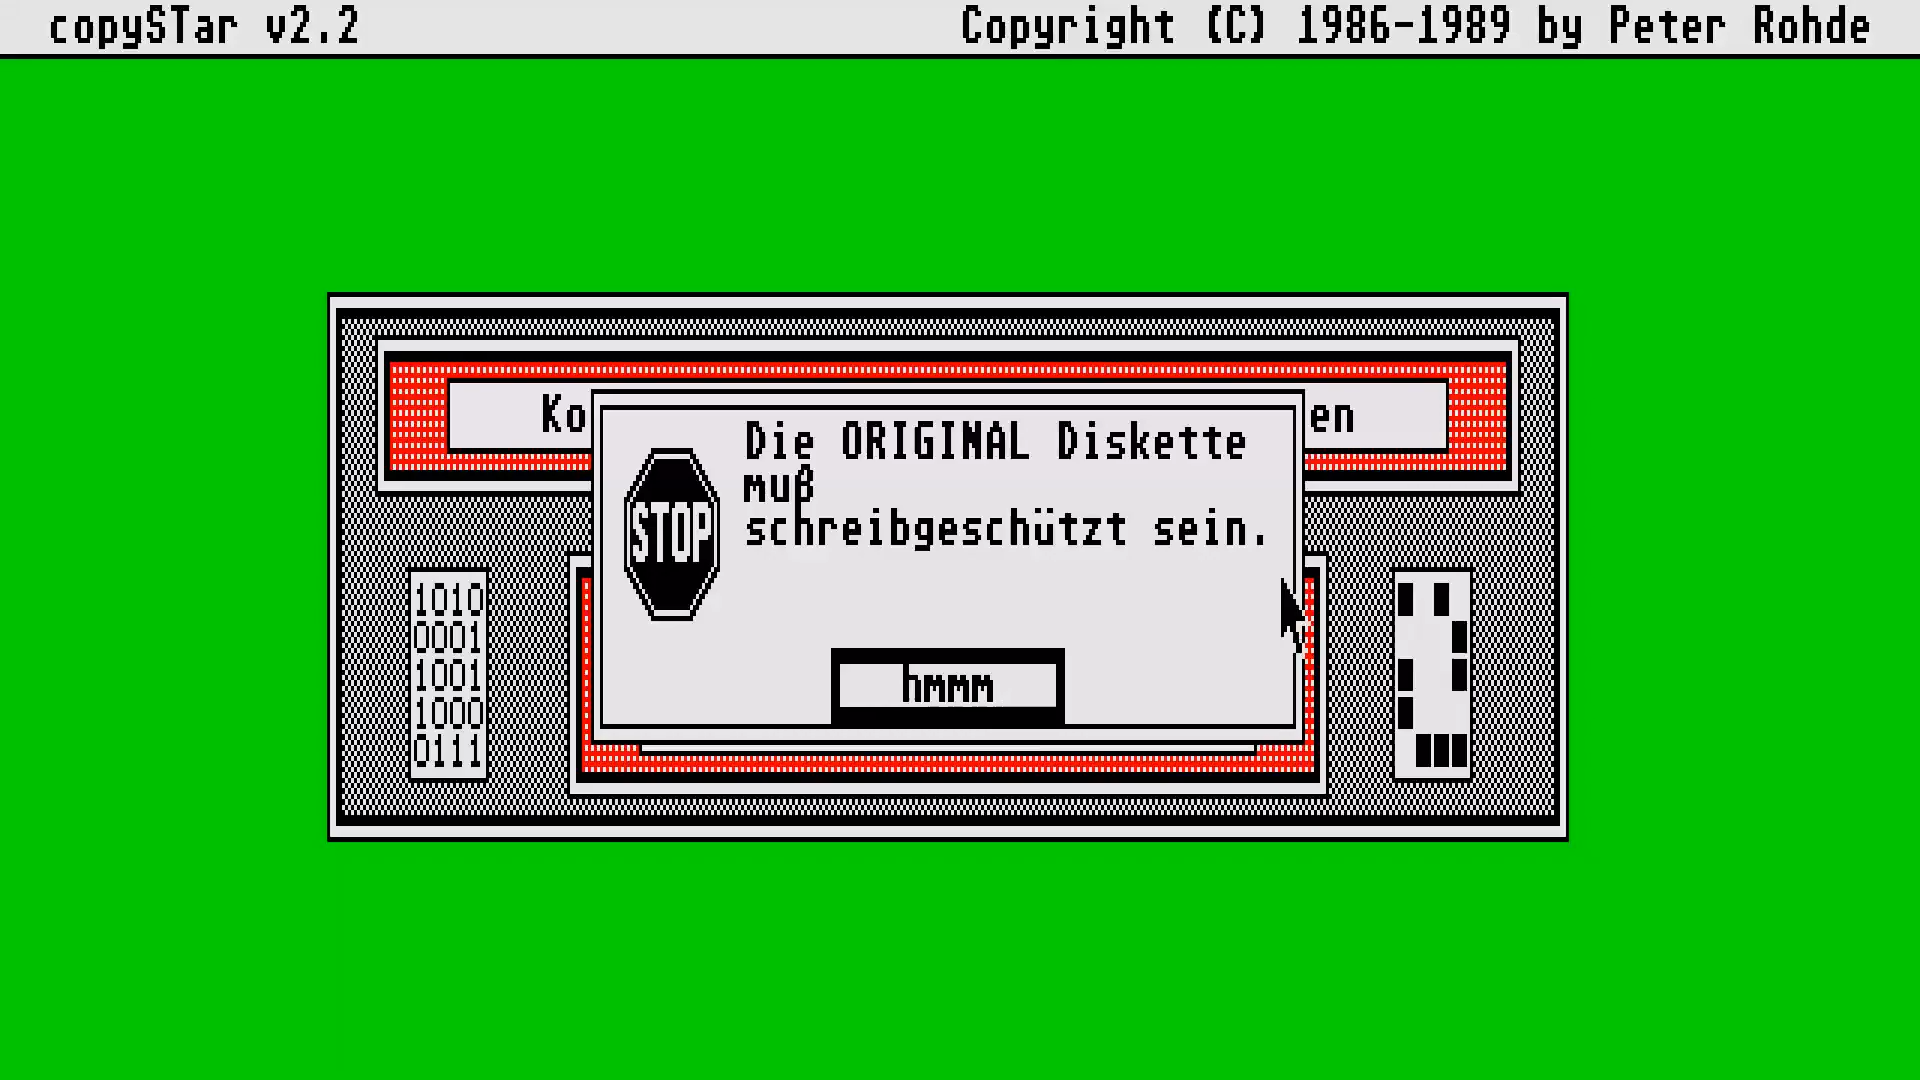 copySTar v2.2 Copyright (C) 1986-1989 by Peter Rohde
Ko en
Die ORIGINAL Diskette
muß
schreibgeschützt sein.
STOP
hmmm
1010
0001
1001
1000
0111